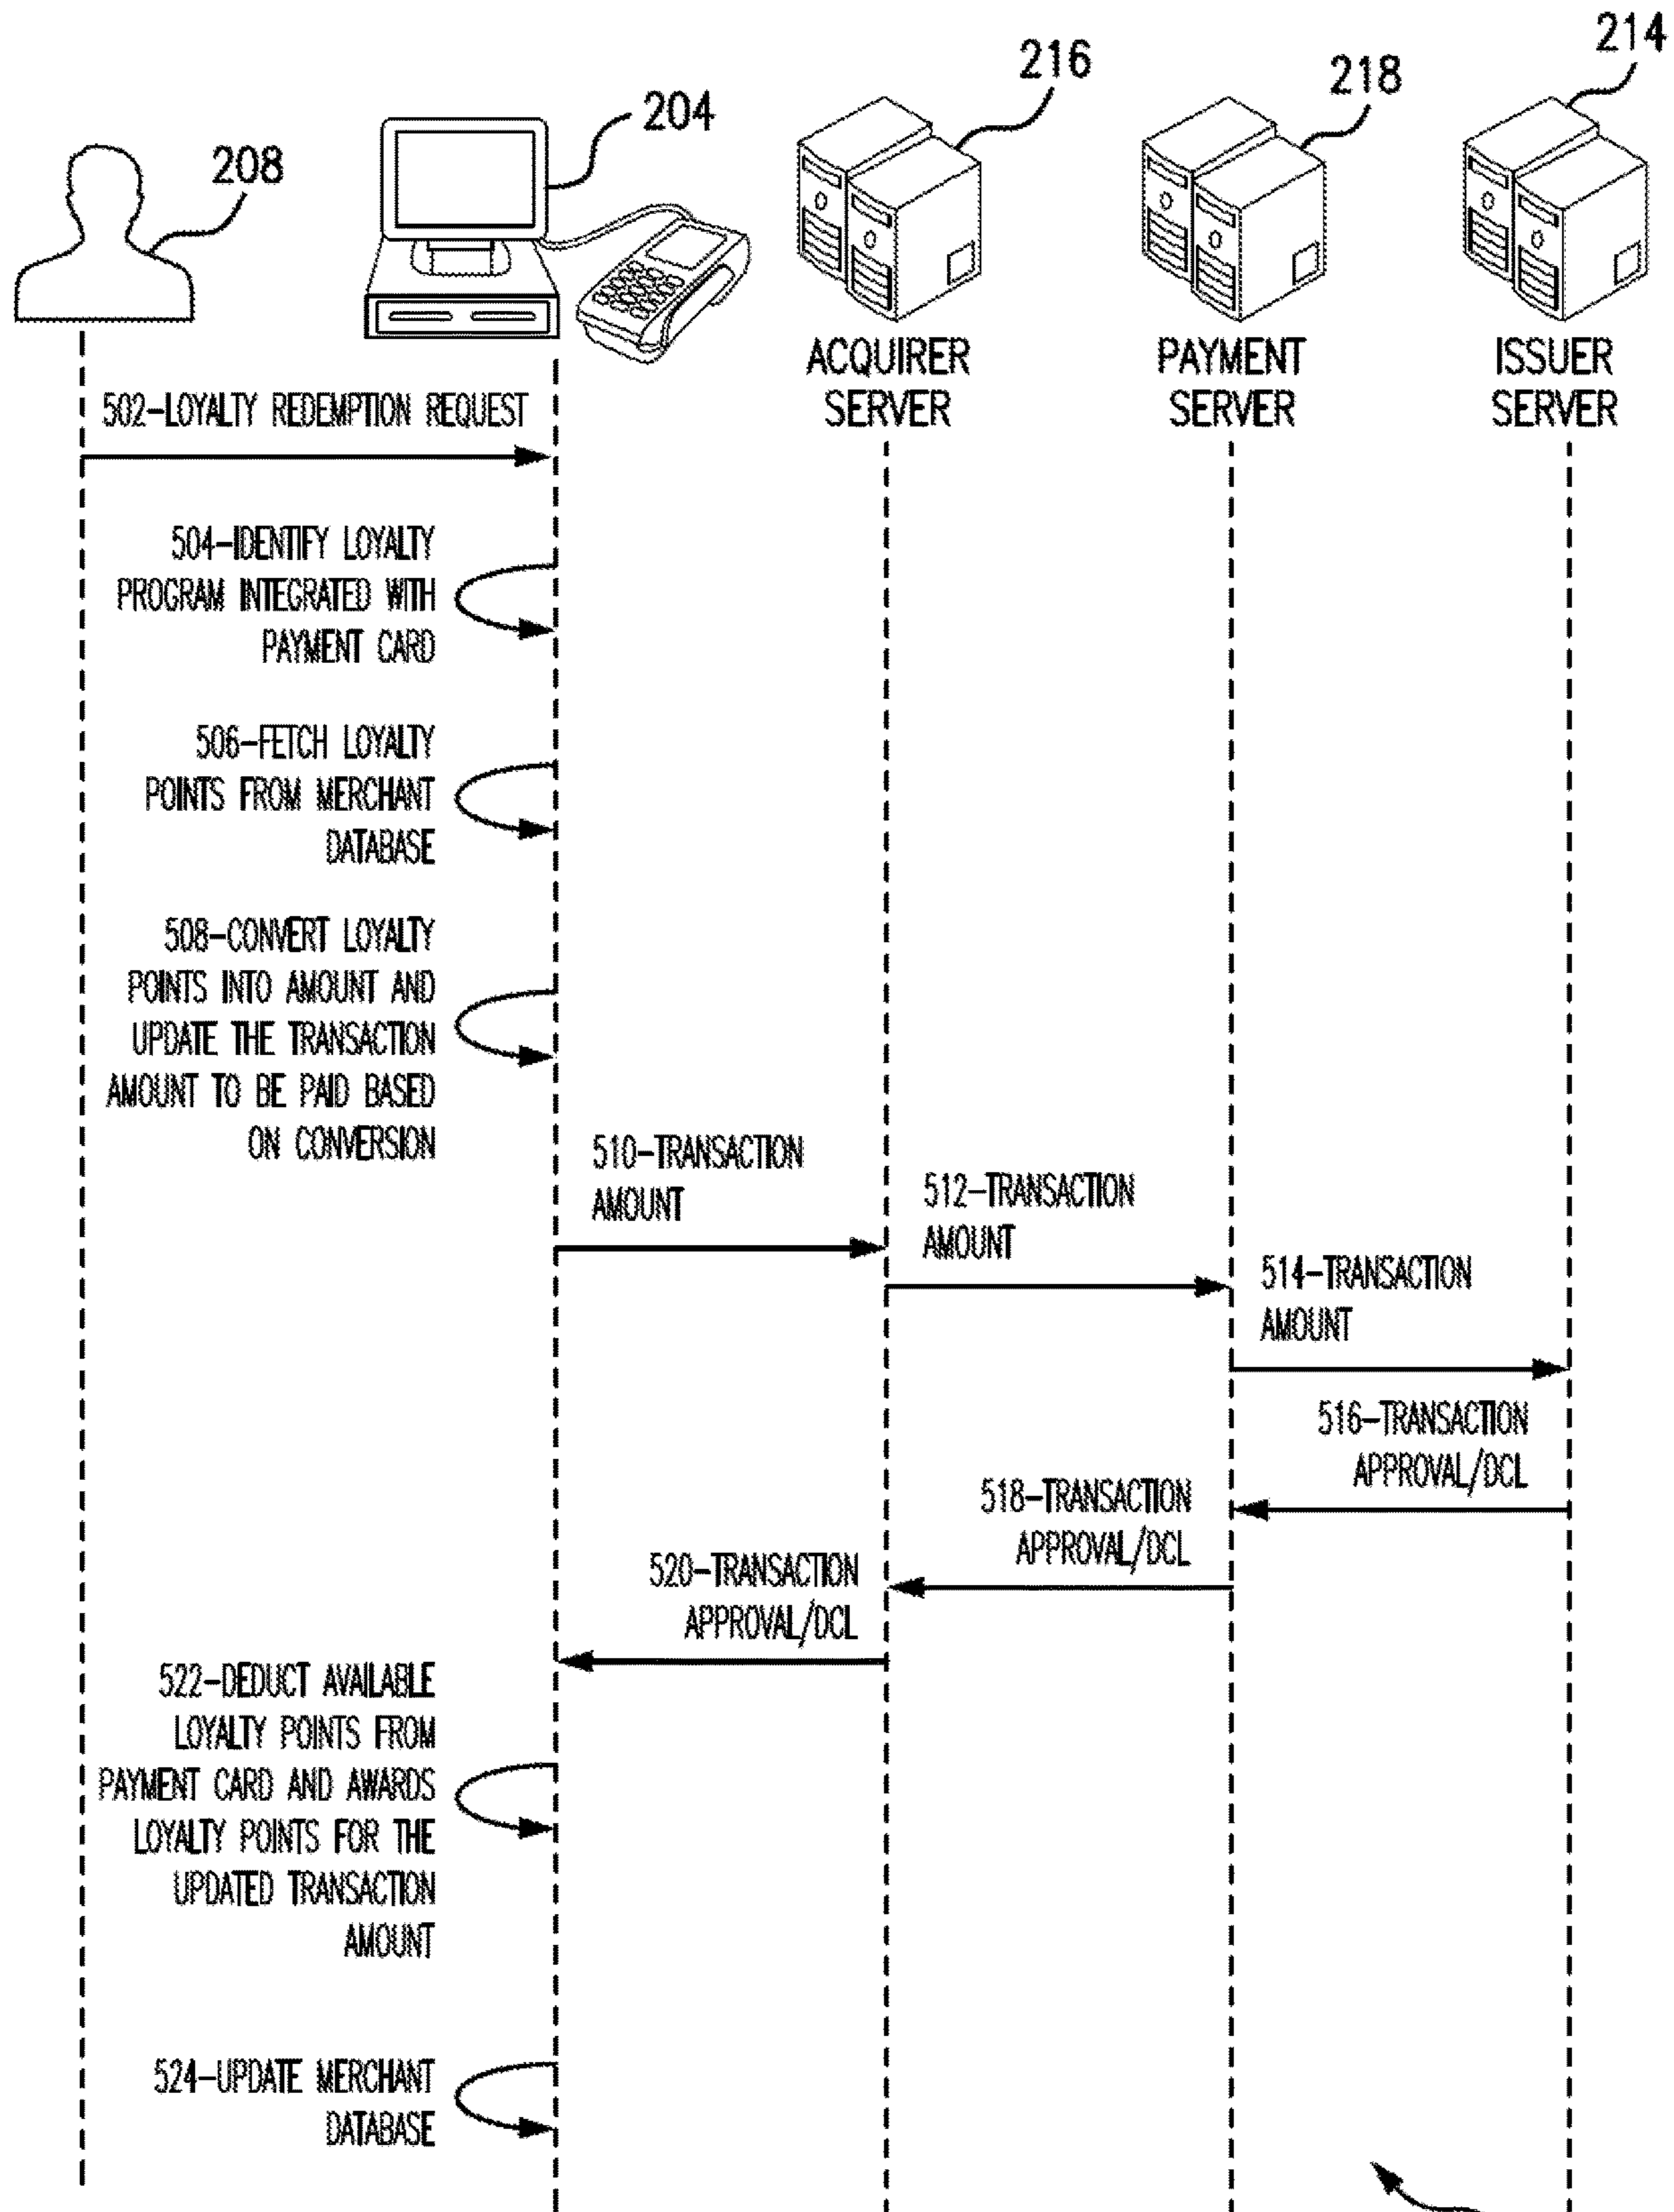 214
216
218
204
208
ACQUIRER
SERVER
PAYMENT
SERVER
ISSUER
SERVER
502-LOYALTY REDEMPTION REQUEST
504-IDENTIFY LOYALTY
PROGRAM INTEGRATED WITH
PAYMENT CARD
506-FETCH LOYALTY
POINTS FROM MERCHANT
DATABASE
508-CONVERT LOYALTY
POINTS INTO AMOUNT AND
UPDATE THE TRANSACTION
AMOUNT TO BE PAID BASED
ON CONVERSION
510-TRANSACTION
AMOUNT
512-TRANSACTION
AMOUNT
514-TRANSACTION
AMOUNT
516-TRANSACTION
APPROVAL/DCL
518-TRANSACTION
APPROVAL/DCL
520-TRANSACTION
APPROVAL/DCL
522-DEDUCT AVAILABLE
LOYALTY POINTS FROM
PAYMENT CARD AND AWARDS
LOYALTY POINTS FOR THE
UPDATED TRANSACTION
AMOUNT
524-UPDATE MERCHANT
DATABASE